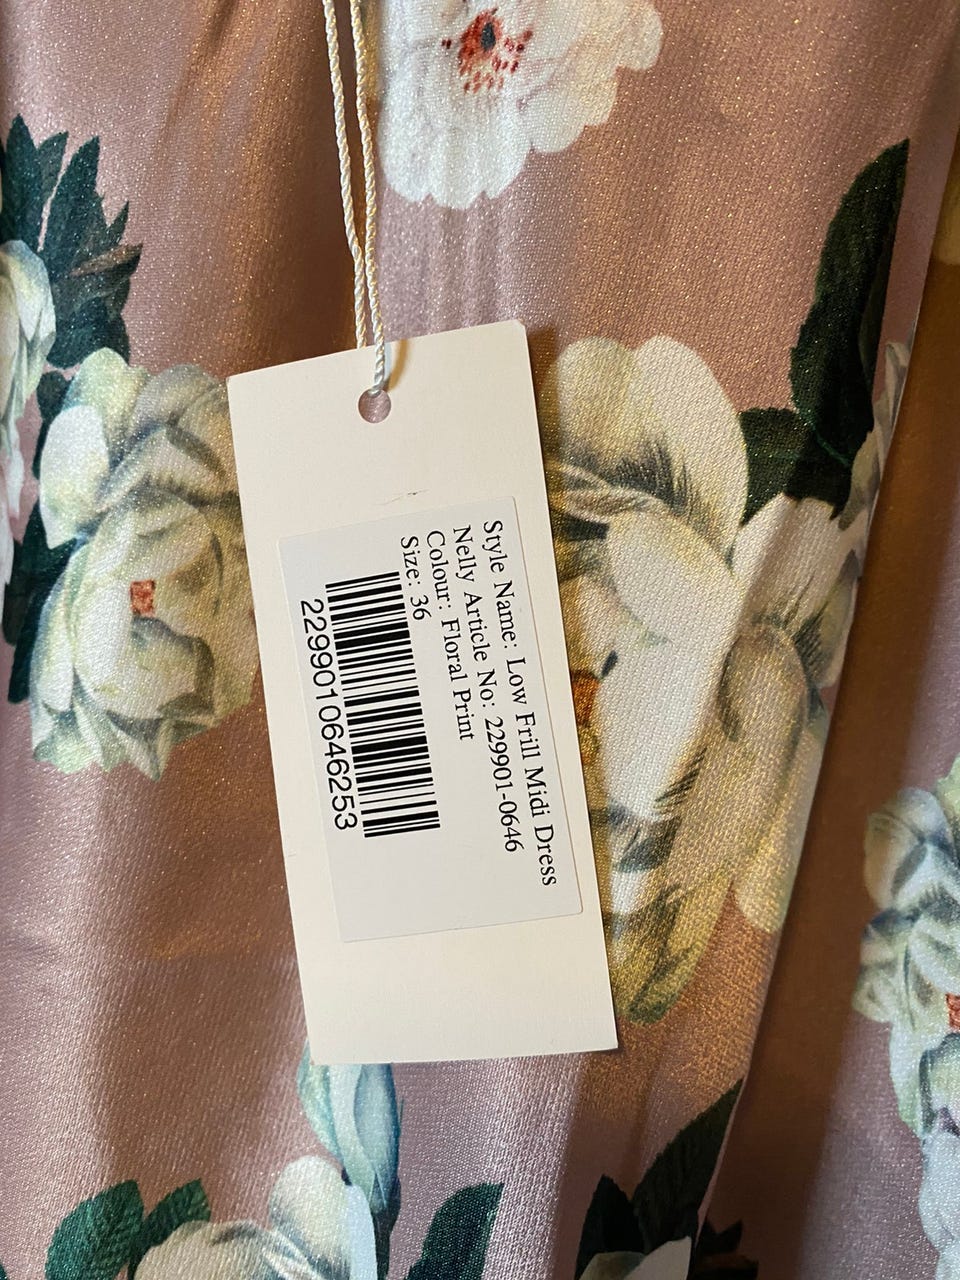 Style Name: Low Frill Midi Dress
Nelly Article No: 229901-0646
Colour: Floral Print
Size: 36
2299010646253